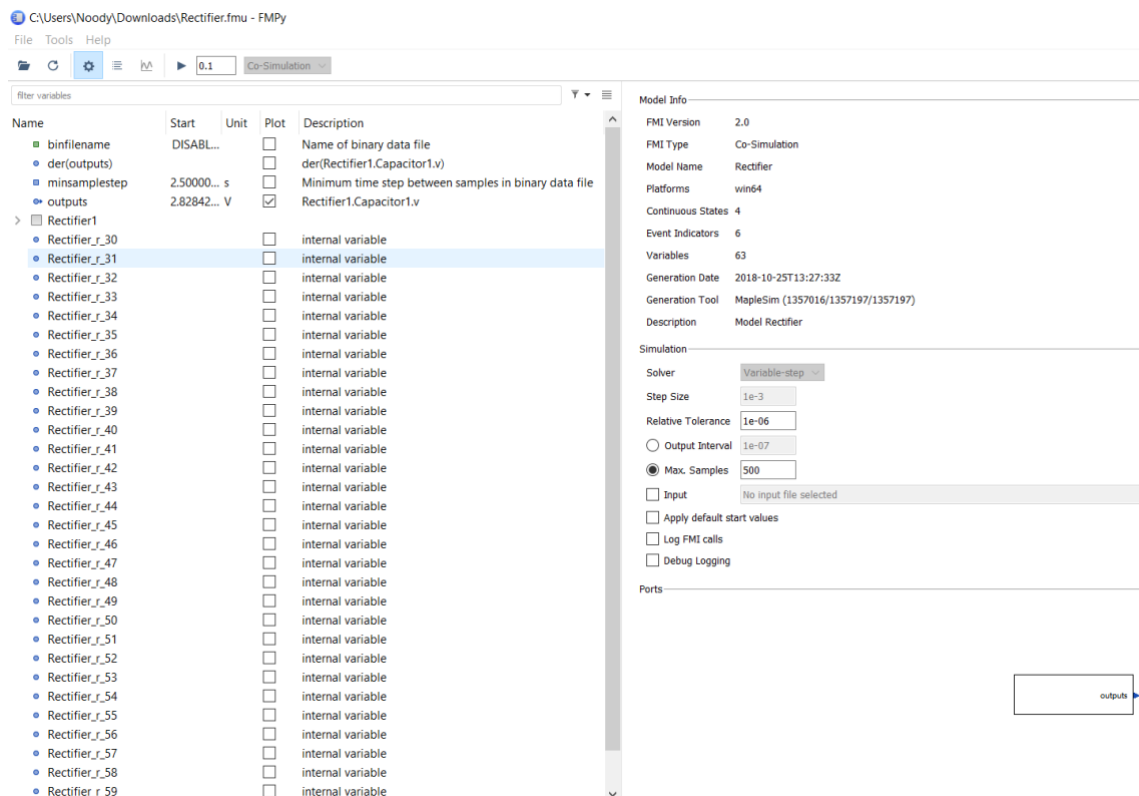 C:\Users\Noody\Downloads\Rectifier.fmu - FMPy
File Tools Help
0.1 Co-Simulation
filter variables
Name Start Unit Plot Description
binfilename DISABL... Name of binary data file
der(outputs) der(Rectifier1.Capacitor1.v)
minsamplestep 2.50000... s Minimum time step between samples in binary data file
outputs 2.82842... V Rectifier1.Capacitor1.v
Rectifier1
Rectifier_r_30 internal variable
Rectifier_r_31 internal variable
Rectifier_r_32 internal variable
Rectifier_r_33 internal variable
Rectifier_r_34 internal variable
Rectifier_r_35 internal variable
Rectifier_r_36 internal variable
Rectifier_r_37 internal variable
Rectifier_r_38 internal variable
Rectifier_r_39 internal variable
Rectifier_r_40 internal variable
Rectifier_r_41 internal variable
Rectifier_r_42 internal variable
Rectifier_r_43 internal variable
Rectifier_r_44 internal variable
Rectifier_r_45 internal variable
Rectifier_r_46 internal variable
Rectifier_r_47 internal variable
Rectifier_r_48 internal variable
Rectifier_r_49 internal variable
Rectifier_r_50 internal variable
Rectifier_r_51 internal variable
Rectifier_r_52 internal variable
Rectifier_r_53 internal variable
Rectifier_r_54 internal variable
Rectifier_r_55 internal variable
Rectifier_r_56 internal variable
Rectifier_r_57 internal variable
Rectifier_r_58 internal variable
Rectifier_r_59 internal variable
Model Info
FMI Version 2.0
FMI Type Co-Simulation
Model Name Rectifier
Platforms win64
Continuous States 4
Event Indicators 6
Variables 63
Generation Date 2018-10-25T13:27:33Z
Generation Tool MapleSim (1357016/1357197/1357197)
Description Model Rectifier
Simulation
Solver Variable-step
Step Size 1e-3
Relative Tolerance 1e-06
Output Interval 1e-07
Max. Samples 500
Input No input file selected
Apply default start values
Log FMI calls
Debug Logging
Ports
outputs